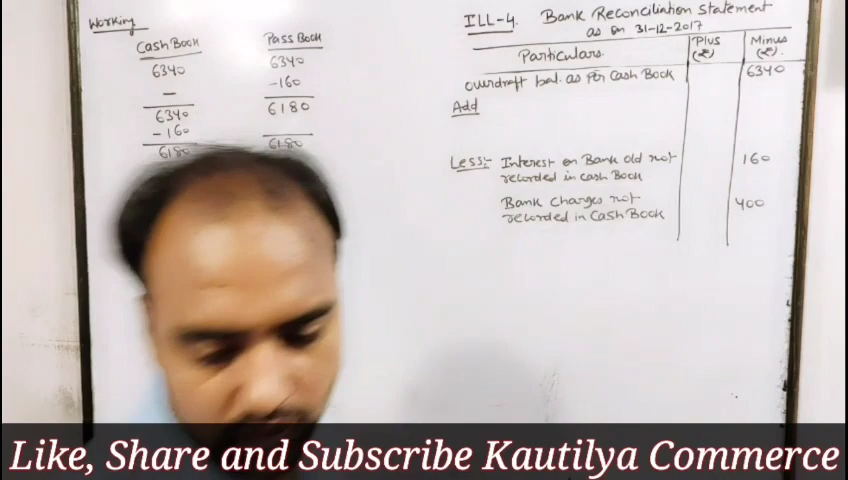 Working
Cash Book Pass Book
6340 6340
– -160
6340 6180
-160
6180 6180
ILL-4. Bank Reconciliation Statement
as on 31-12-2017
Particulars Plus (₹) Minus (₹).
overdraft bal. as per Cash Book 6340
Add
Less:- Interest on Bank o/d not 160
recorded in cash Book
Bank charges not 400
recorded in Cash Book
Like, Share and Subscribe Kautilya Commerce